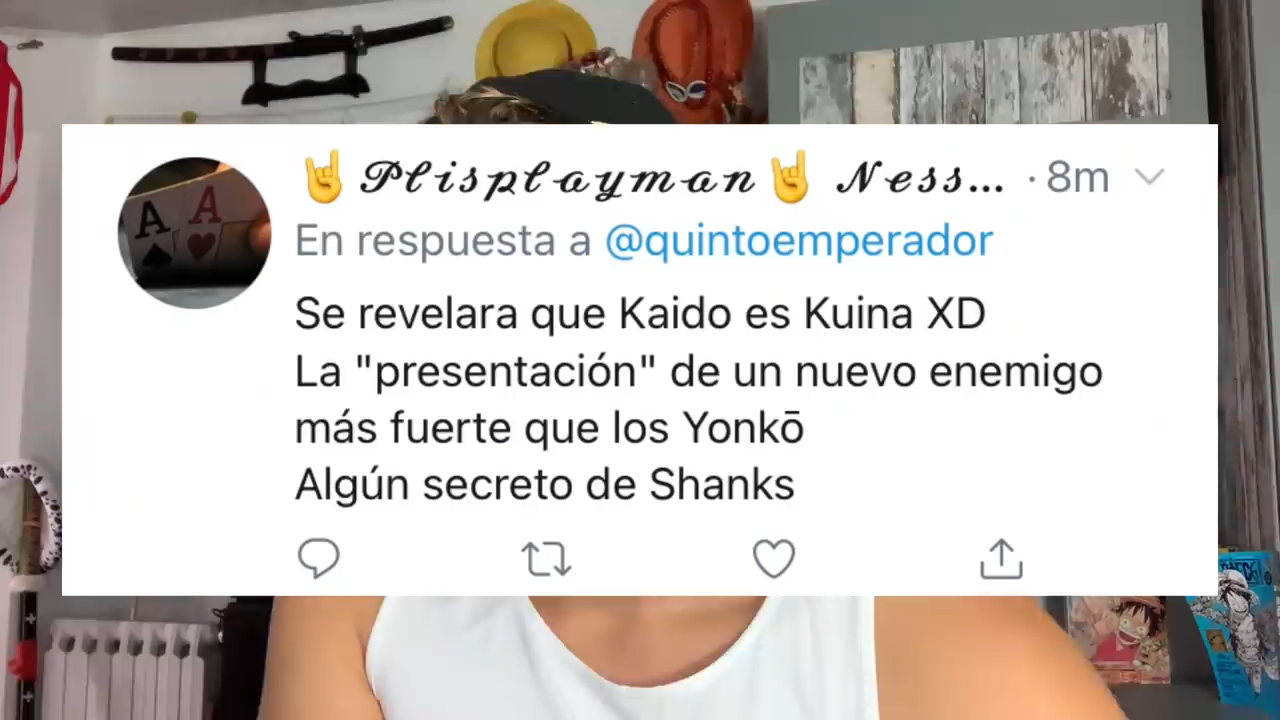 🤘 𝓟𝓵𝓲𝓼𝓹𝓵𝓪𝔂𝓶𝓪𝓷🤘 𝓝𝓮𝓼𝓼... · 8m
En respuesta a @quintoemperador
Se revelara que Kaido es Kuina XD
La "presentación" de un nuevo enemigo
más fuerte que los Yonkō
Algún secreto de Shanks
A A